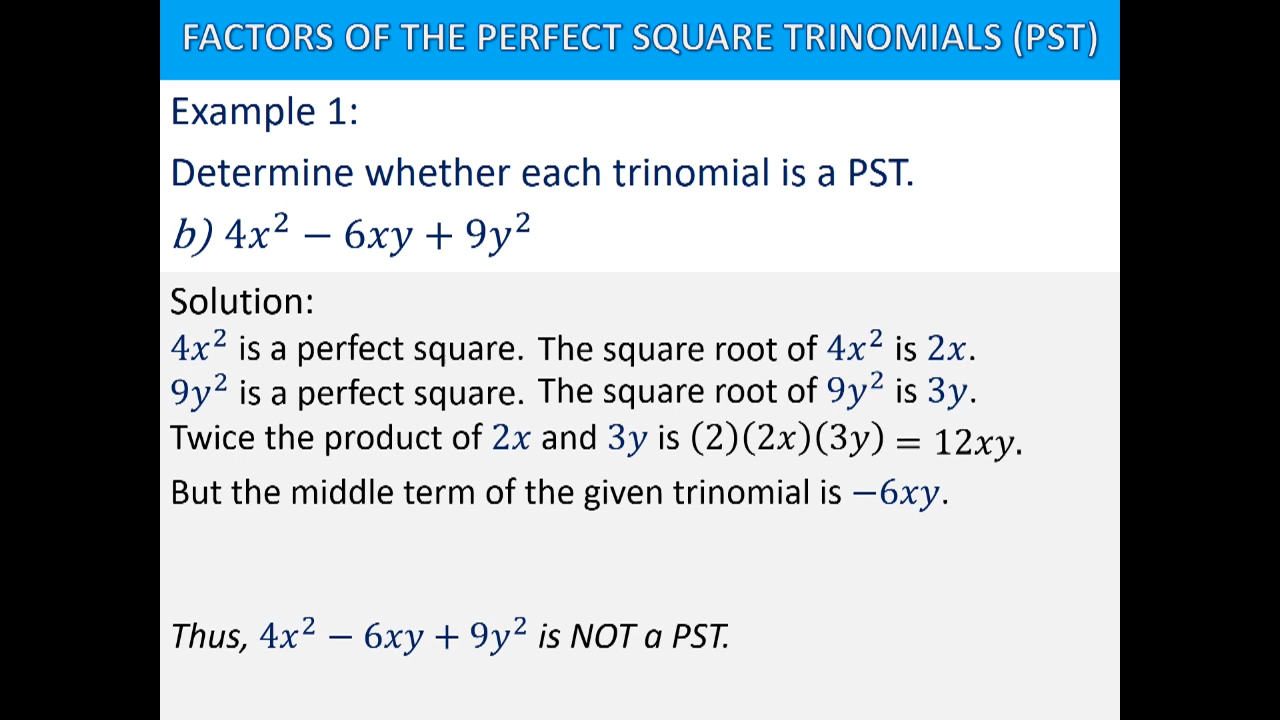 FACTORS OF THE PERFECT SQUARE TRINOMIALS (PST)
Example 1:
Determine whether each trinomial is a PST.
b) 4x² − 6xy + 9y²
Solution:
4x² is a perfect square. The square root of 4x² is 2x.
9y² is a perfect square. The square root of 9y² is 3y.
Twice the product of 2x and 3y is (2)(2x)(3y) = 12xy.
But the middle term of the given trinomial is −6xy.
Thus, 4x² − 6xy + 9y² is NOT a PST.